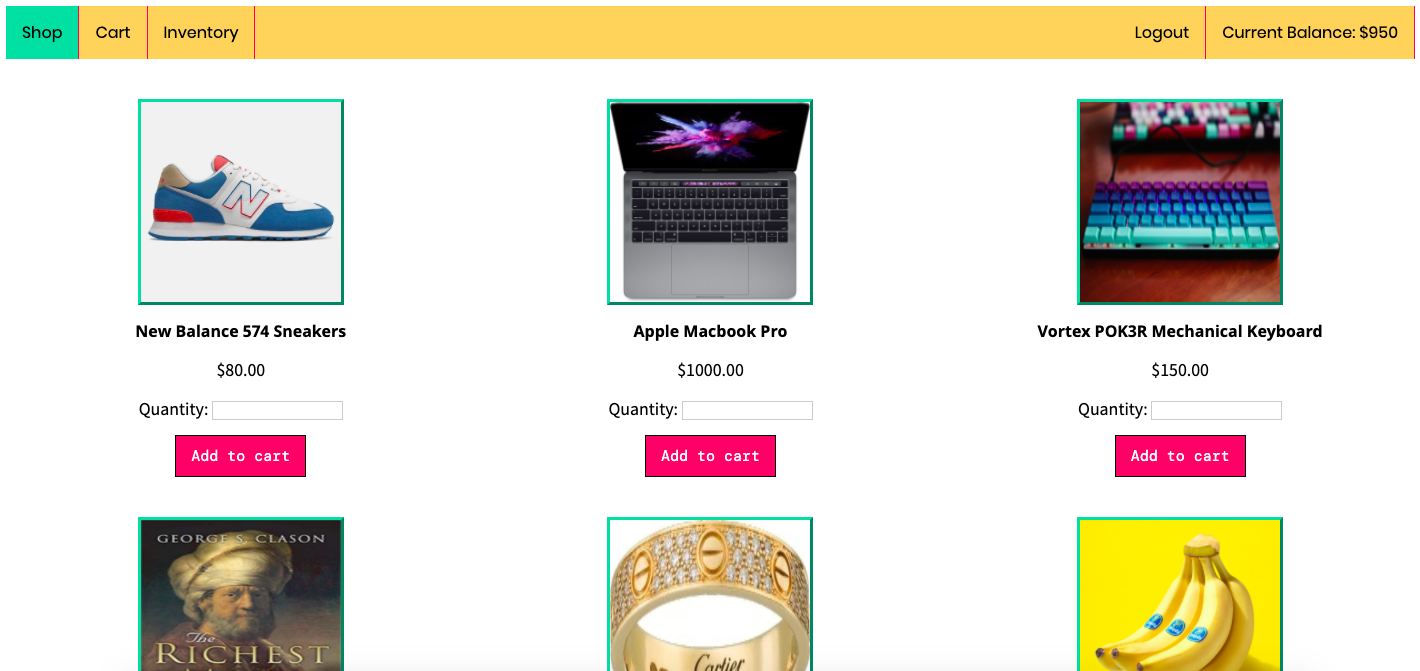 Shop Cart Inventory Logout Current Balance: $950
N
New Balance 574 Sneakers Apple Macbook Pro Vortex POK3R Mechanical Keyboard
$80.00 $1000.00 $150.00
Quantity: Quantity: Quantity:
Add to cart Add to cart Add to cart
GEORGE S. CLASON
The
RICHEST
Cartier